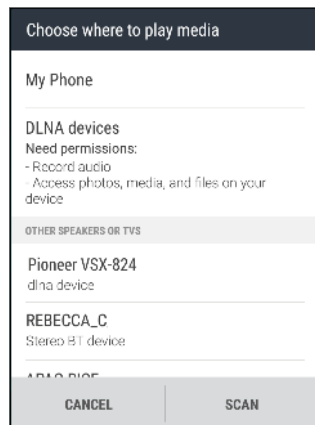 Choose where to play media
My Phone
DLNA devices
Need permissions:
- Record audio
- Access photos, media, and files on your
device
OTHER SPEAKERS OR TVS
Pioneer VSX-824
dlna device
REBECCA_C
Stereo BT device
CANCEL SCAN